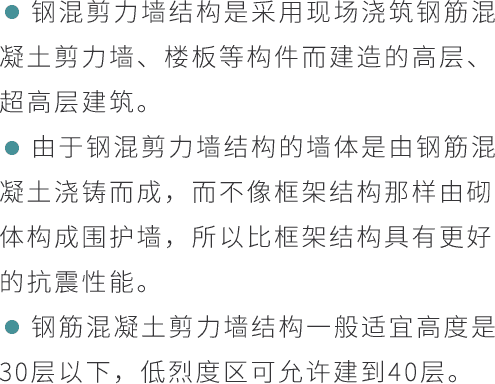 ● 钢混剪力墙结构是采用现场浇筑钢筋混
凝土剪力墙、楼板等构件而建造的高层、
超高层建筑。
● 由于钢混剪力墙结构的墙体是由钢筋混
凝土浇铸而成，而不像框架结构那样由砌
体构成围护墙，所以比框架结构具有更好
的抗震性能。
● 钢筋混凝土剪力墙结构一般适宜高度是
30层以下，低烈度区可允许建到40层。